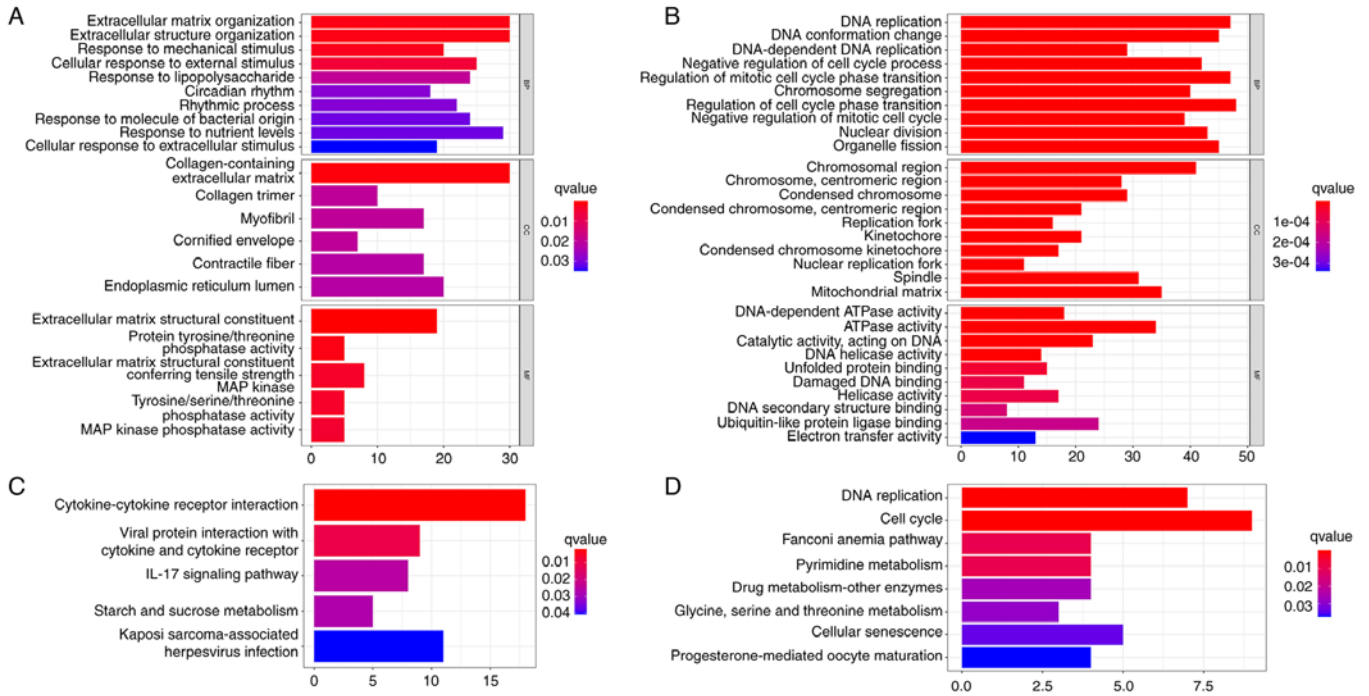 A
Extracellular matrix organization
Extracellular structure organization
Response to mechanical stimulus
Cellular response to external stimulus
Response to lipopolysaccharide
Circadian rhythm
Rhythmic process
Response to molecule of bacterial origin
Response to nutrient levels
Cellular response to extracellular stimulus
BP
Collagen-containing
extracellular matrix
Collagen trimer
Myofibril
Cornified envelope
Contractile fiber
Endoplasmic reticulum lumen
CC
Extracellular matrix structural constituent
Protein tyrosine/threonine
phosphatase activity
Extracellular matrix structural constituent
conferring tensile strength
MAP kinase
Tyrosine/serine/threonine
phosphatase activity
MAP kinase phosphatase activity
MF
0 10 20 30
qvalue
0.01
0.02
0.03
B
DNA replication
DNA conformation change
DNA-dependent DNA replication
Negative regulation of cell cycle process
Regulation of mitotic cell cycle phase transition
Chromosome segregation
Regulation of cell cycle phase transition
Negative regulation of mitotic cell cycle
Nuclear division
Organelle fission
BP
Chromosomal region
Chromosome, centromeric region
Condensed chromosome
Condensed chromosome, centromeric region
Replication fork
Kinetochore
Condensed chromosome kinetochore
Nuclear replication fork
Spindle
Mitochondrial matrix
CC
DNA-dependent ATPase activity
ATPase activity
Catalytic activity, acting on DNA
DNA helicase activity
Unfolded protein binding
Damaged DNA binding
Helicase activity
DNA secondary structure binding
Ubiquitin-like protein ligase binding
Electron transfer activity
MF
0 10 20 30 40 50
qvalue
1e-04
2e-04
3e-04
C
Cytokine-cytokine receptor interaction
Viral protein interaction with
cytokine and cytokine receptor
IL-17 signaling pathway
Starch and sucrose metabolism
Kaposi sarcoma-associated
herpesvirus infection
0 5 10 15
qvalue
0.01
0.02
0.03
0.04
D
DNA replication
Cell cycle
Fanconi anemia pathway
Pyrimidine metabolism
Drug metabolism-other enzymes
Glycine, serine and threonine metabolism
Cellular senescence
Progesterone-mediated oocyte maturation
0.0 2.5 5.0 7.5
qvalue
0.01
0.02
0.03